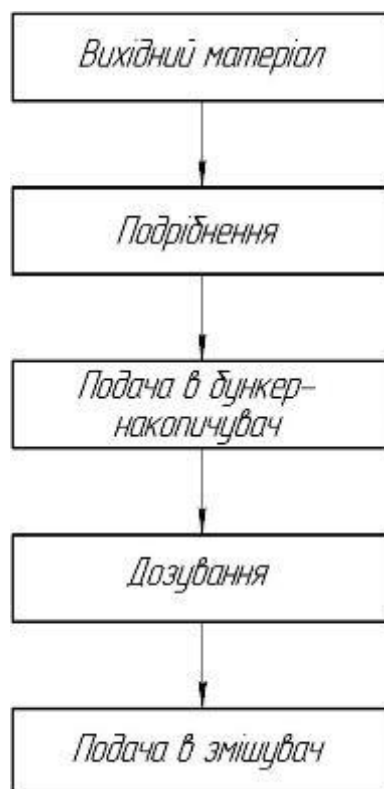 Вихідний матеріал
Подрібнення
Подача в бункер-
накопичувач
Дозування
Подача в змішувач